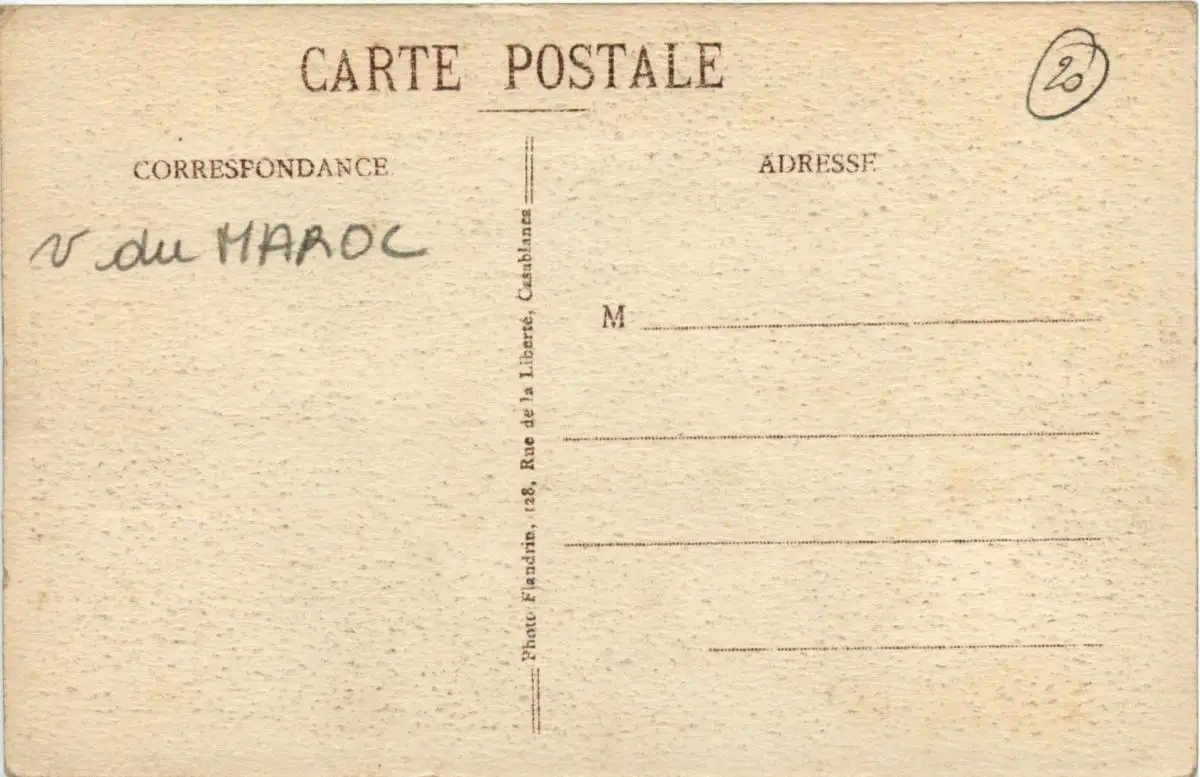 CARTE POSTALE
20
CORRESPONDANCE
ADRESSE
v du MAROC
Photo Flandrin, 128, Rue de la Liberté, Casablanca
M